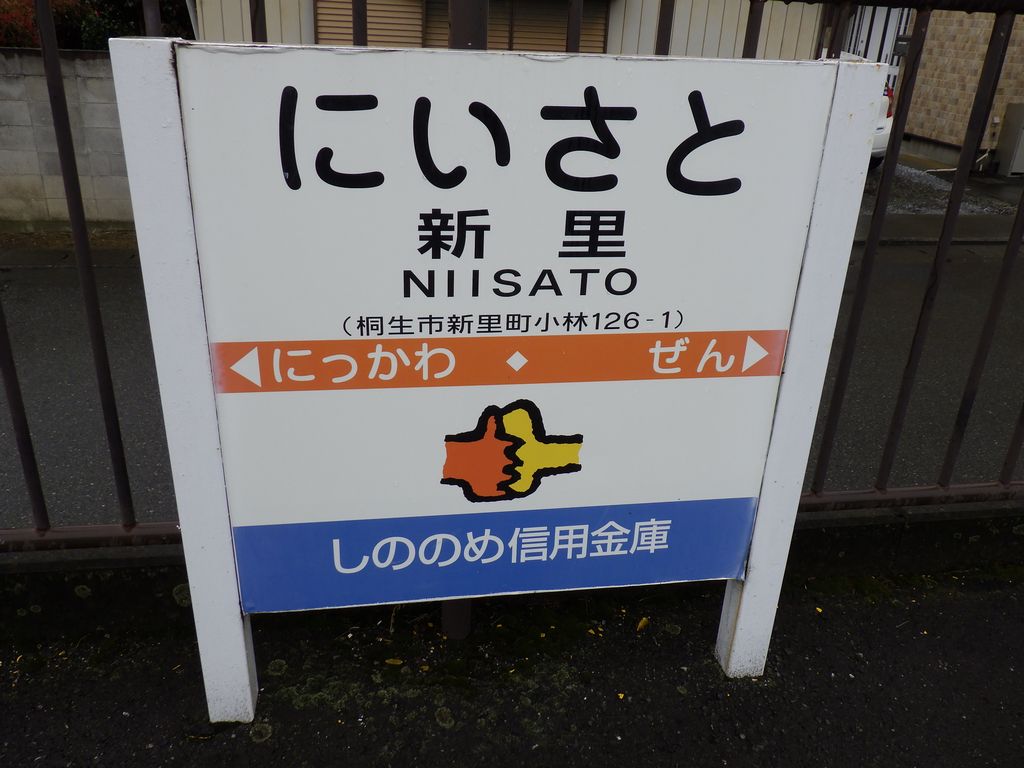 にいさと
新 里
NIISATO
（桐生市新里町小林126-1）
◀にっかわ ◆ ぜん▶
しののめ信用金庫